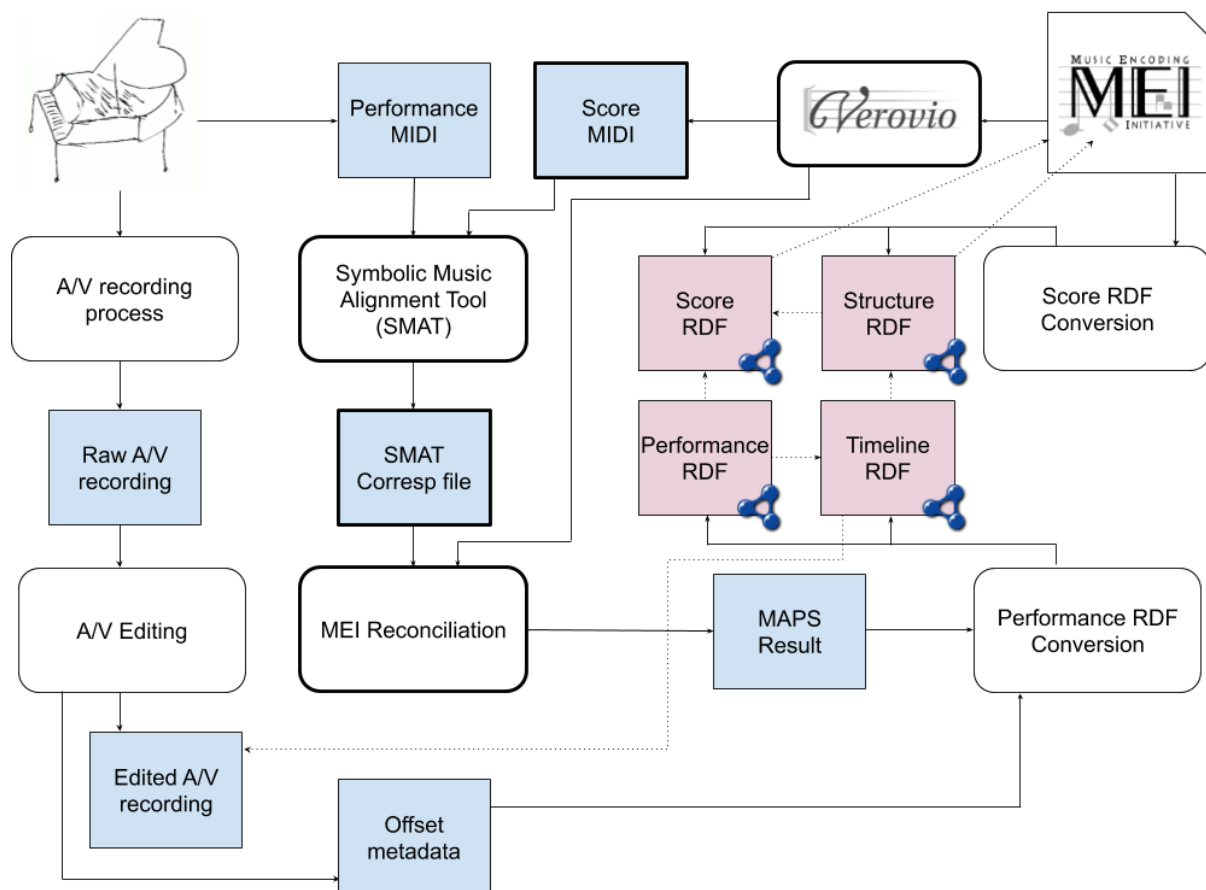 MUSIC ENCODING
MEI
INITIATIVE
Verovio
Performance
MIDI
Score
MIDI
A/V recording
process
Symbolic Music
Alignment Tool
(SMAT)
Score
RDF
Structure
RDF
Score RDF
Conversion
Raw A/V
recording
SMAT
Corresp file
Performance
RDF
Timeline
RDF
A/V Editing
MEI Reconciliation
MAPS
Result
Performance RDF
Conversion
Edited A/V
recording
Offset
metadata